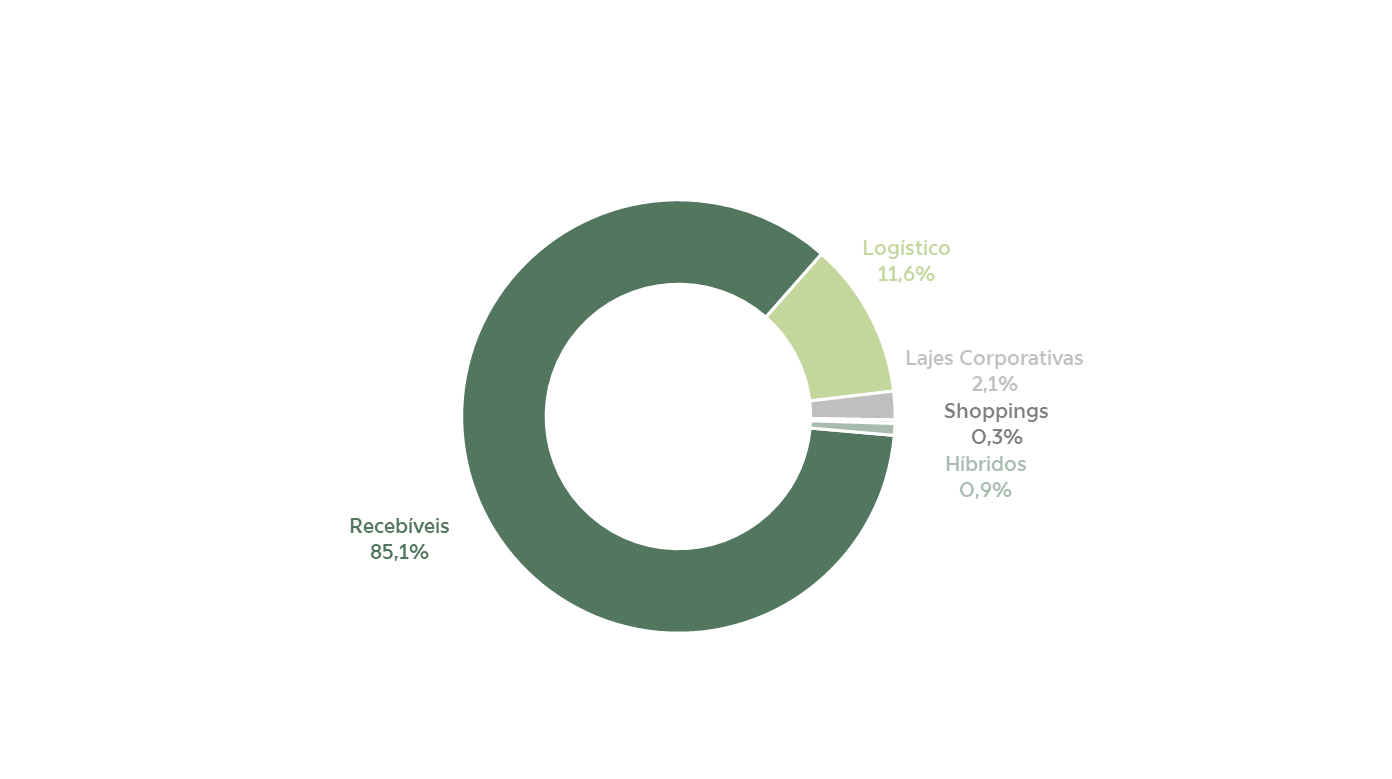 Logístico
11,6%
Lajes Corporativas
2,1%
Shoppings
0,3%
Híbridos
0,9%
Recebíveis
85,1%